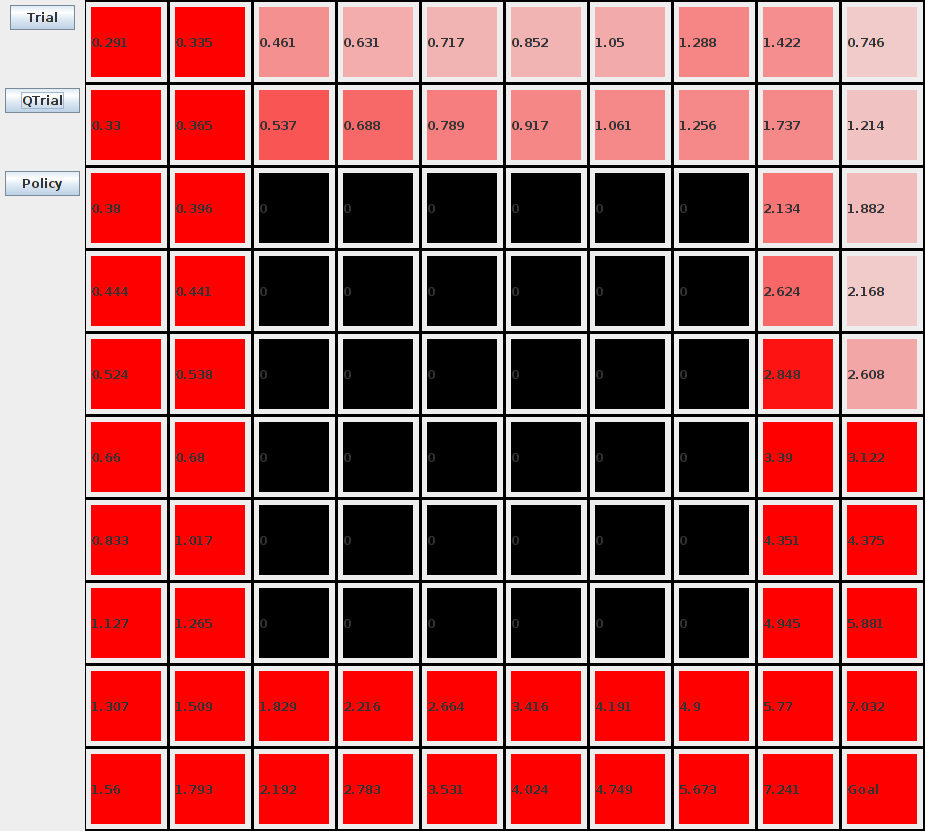 Trial 0.291 0.335 0.461 0.631 0.717 0.852 1.05 1.288 1.422 0.746
QTrial 0.33 0.365 0.537 0.688 0.789 0.917 1.061 1.256 1.737 1.214
Policy 0.38 0.396 0 0 0 0 0 0 2.134 1.882
0.444 0.441 0 0 0 0 0 0 2.624 2.168
0.524 0.538 0 0 0 0 0 0 2.848 2.608
0.66 0.68 0 0 0 0 0 0 3.39 3.122
0.833 1.017 0 0 0 0 0 0 4.351 4.375
1.127 1.265 0 0 0 0 0 0 4.945 5.881
1.307 1.509 1.829 2.216 2.664 3.416 4.191 4.9 5.77 7.032
1.56 1.793 2.192 2.783 3.531 4.024 4.749 5.673 7.241 Goal